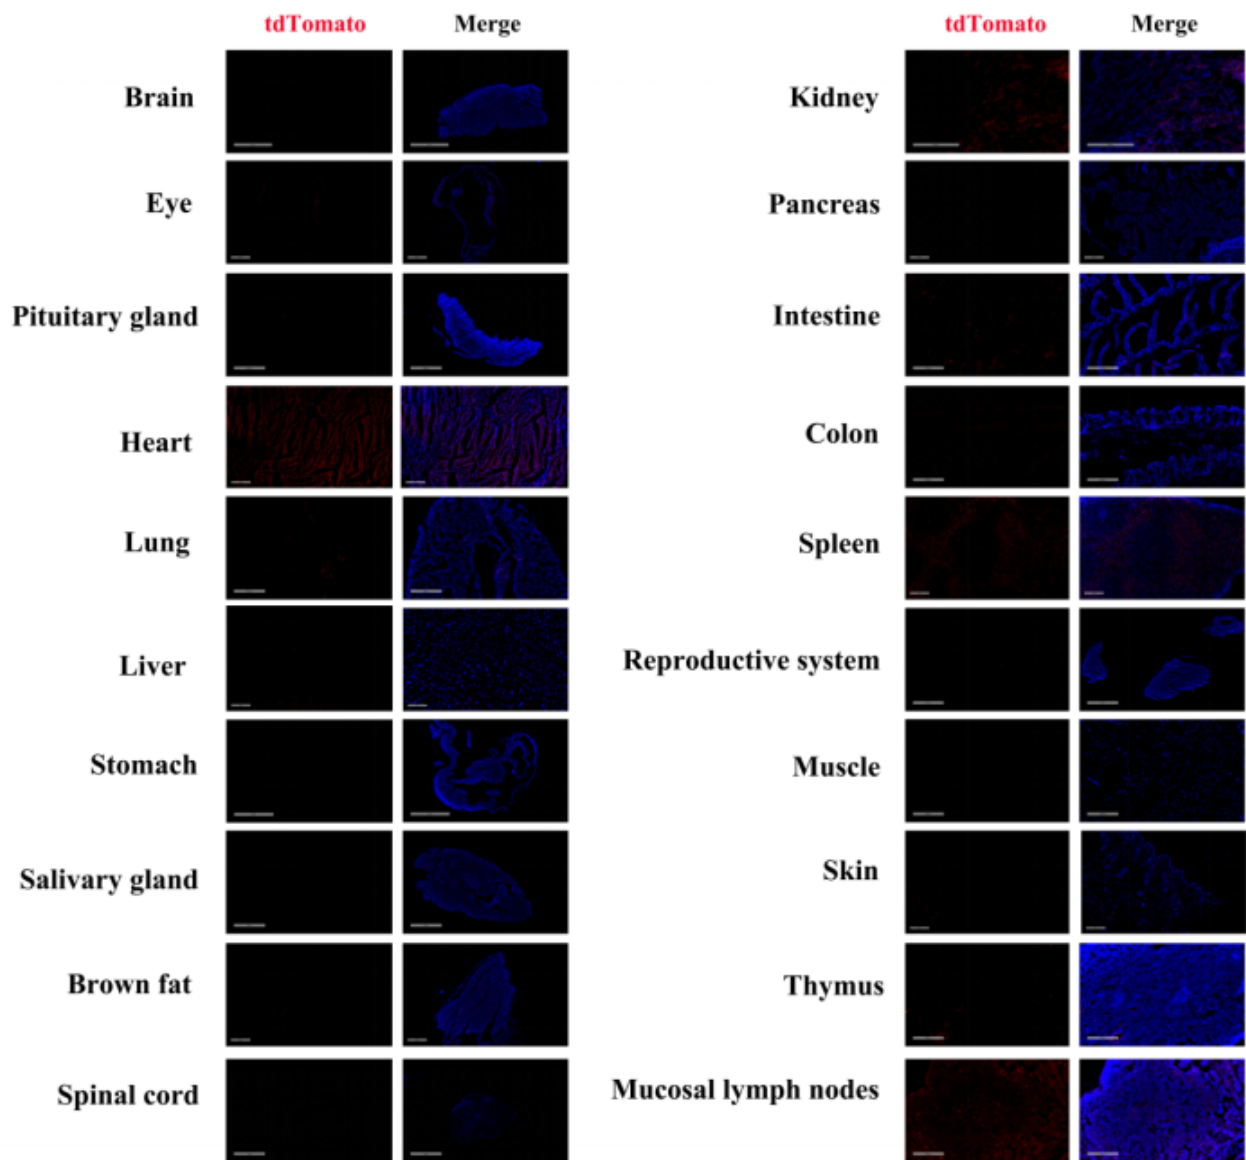 tdTomato Merge tdTomato Merge
Brain Kidney
Eye Pancreas
Pituitary gland Intestine
Heart Colon
Lung Spleen
Liver Reproductive system
Stomach Muscle
Salivary gland Skin
Brown fat Thymus
Spinal cord Mucosal lymph nodes